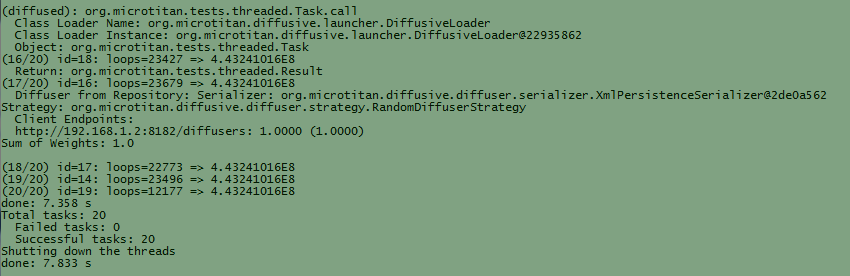 (diffused): org.microtitan.tests.threaded.Task.call
  Class Loader Name: org.microtitan.diffusive.launcher.DiffusiveLoader
  Class Loader Instance: org.microtitan.diffusive.launcher.DiffusiveLoader@22935862
  Object: org.microtitan.tests.threaded.Task
(16/20) id=18: loops=23427 => 4.43241016E8
  Return: org.microtitan.tests.threaded.Result
(17/20) id=16: loops=23679 => 4.43241016E8
  Diffuser from Repository: Serializer: org.microtitan.diffusive.diffuser.serializer.XmlPersistenceSerializer@2de0a562
Strategy: org.microtitan.diffusive.diffuser.strategy.RandomDiffuserStrategy
  Client Endpoints:
  http://192.168.1.2:8182/diffusers: 1.0000 (1.0000)
Sum of Weights: 1.0
(18/20) id=17: loops=22773 => 4.43241016E8
(19/20) id=14: loops=23496 => 4.43241016E8
(20/20) id=19: loops=12177 => 4.43241016E8
done: 7.358 s
Total tasks: 20
  Failed tasks: 0
  Successful tasks: 20
Shutting down the threads
done: 7.833 s